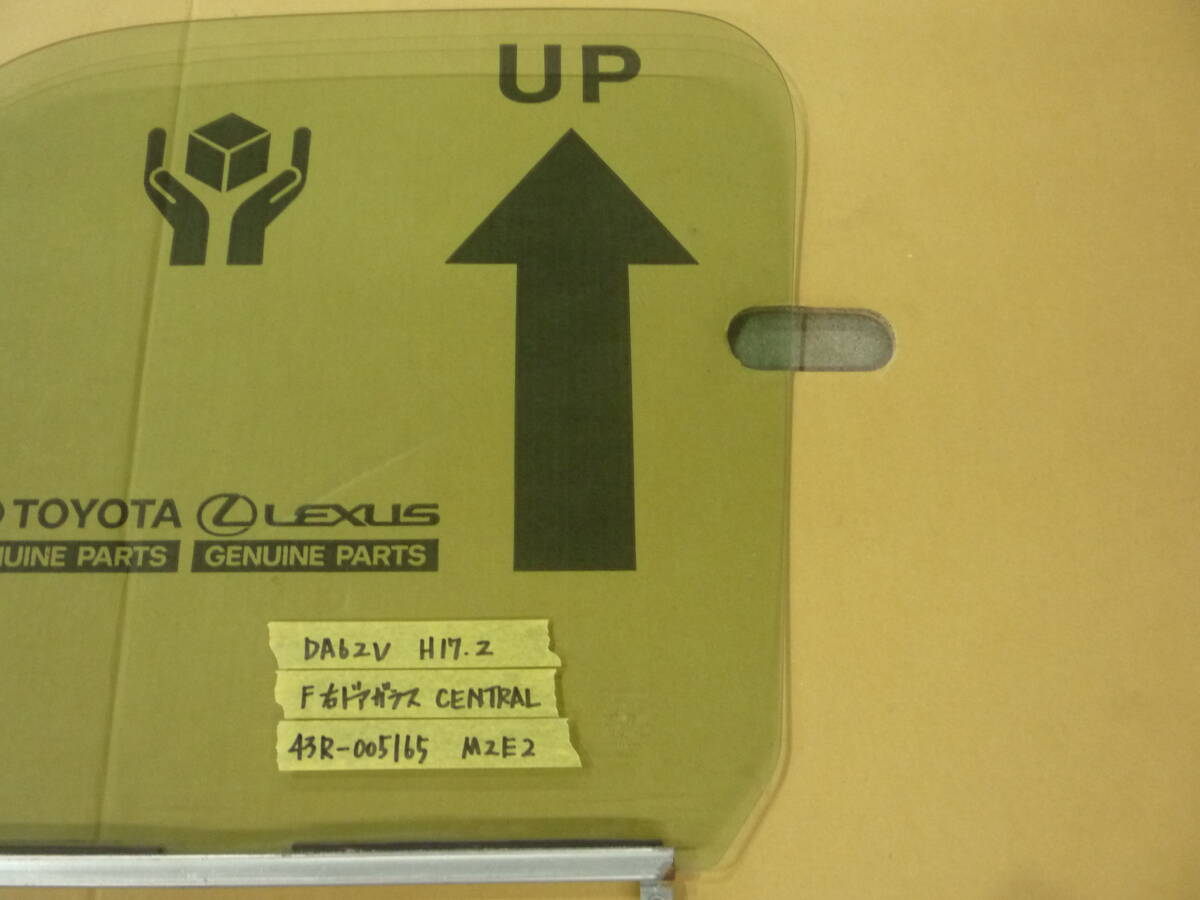 UP
TOYOTA LEXUS
NUINE PARTS GENUINE PARTS
DA62V H17.2
F右ドアガラス CENTRAL
43R-005165 M2E2